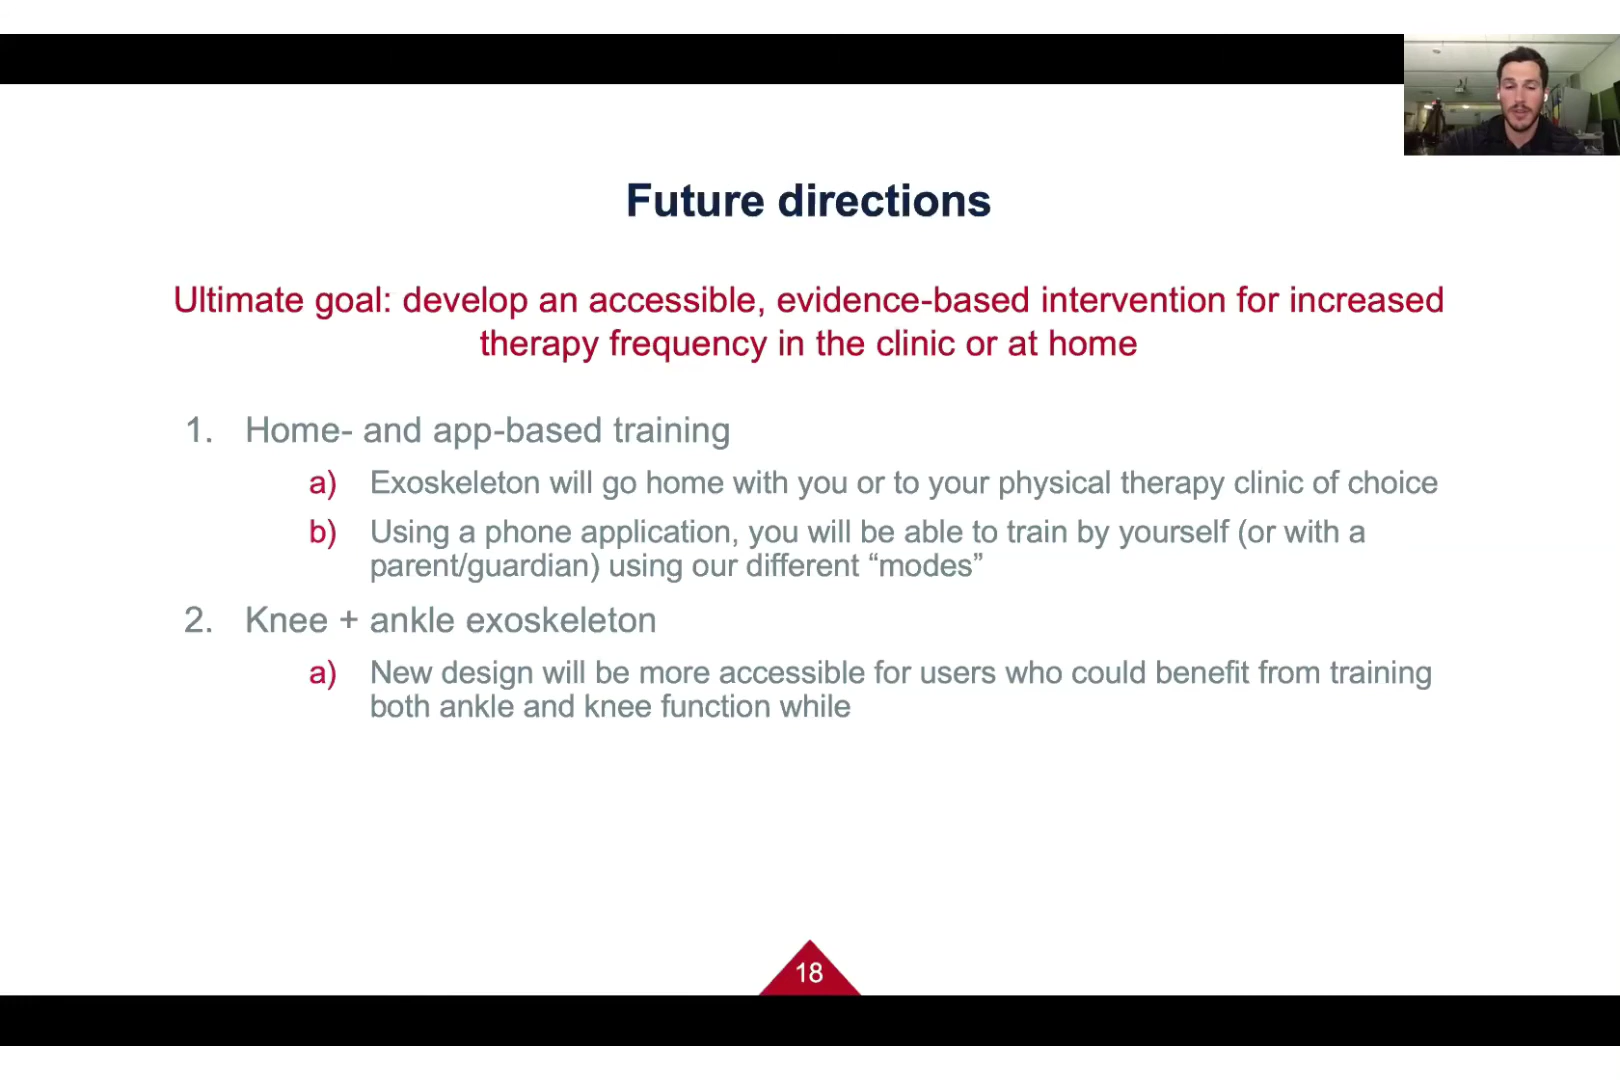 Future directions
Ultimate goal: develop an accessible, evidence-based intervention for increased
therapy frequency in the clinic or at home
1. Home- and app-based training
a) Exoskeleton will go home with you or to your physical therapy clinic of choice
b) Using a phone application, you will be able to train by yourself (or with a
parent/guardian) using our different “modes”
2. Knee + ankle exoskeleton
a) New design will be more accessible for users who could benefit from training
both ankle and knee function while
18